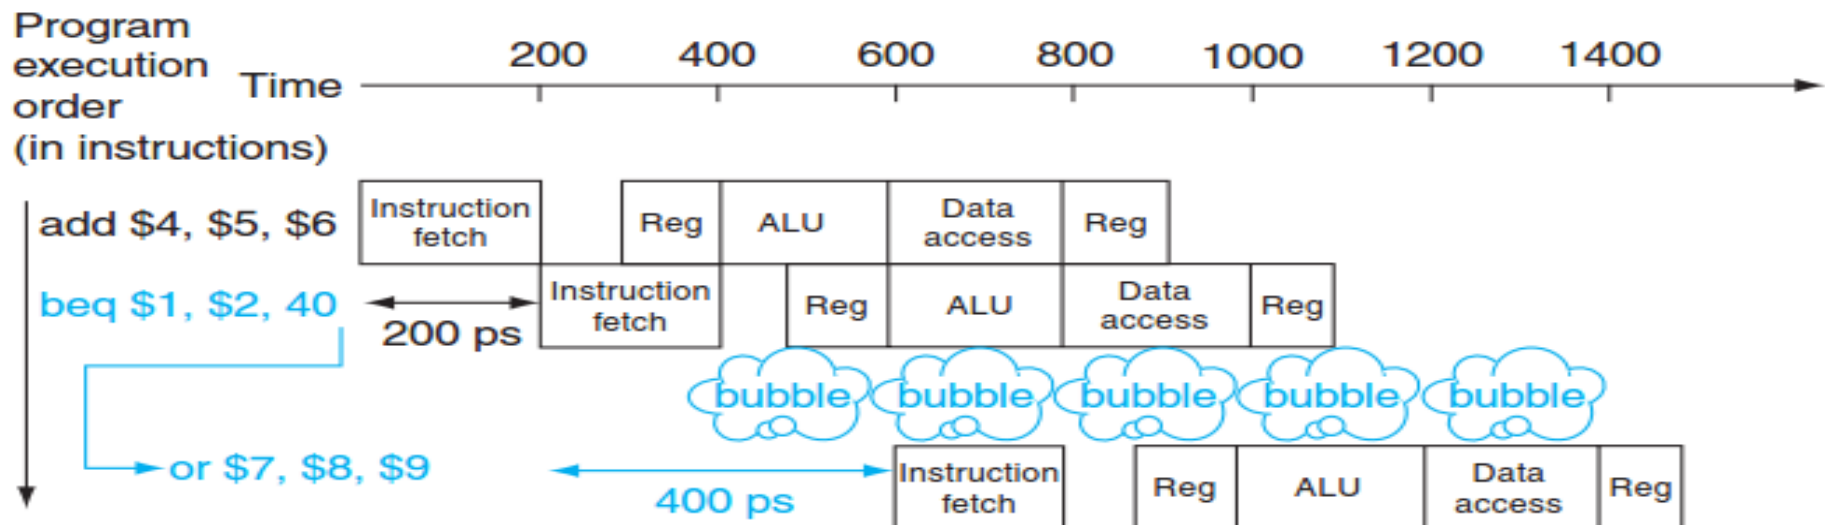 Program
execution
order
(in instructions)
Time
200 400 600 800 1000 1200 1400
add $4, $5, $6
Instruction
fetch
Reg
ALU
Data
access
Reg
beq $1, $2, 40
200 ps
Instruction
fetch
Reg
ALU
Data
access
Reg
bubble bubble bubble bubble bubble
or $7, $8, $9
400 ps
Instruction
fetch
Reg
ALU
Data
access
Reg